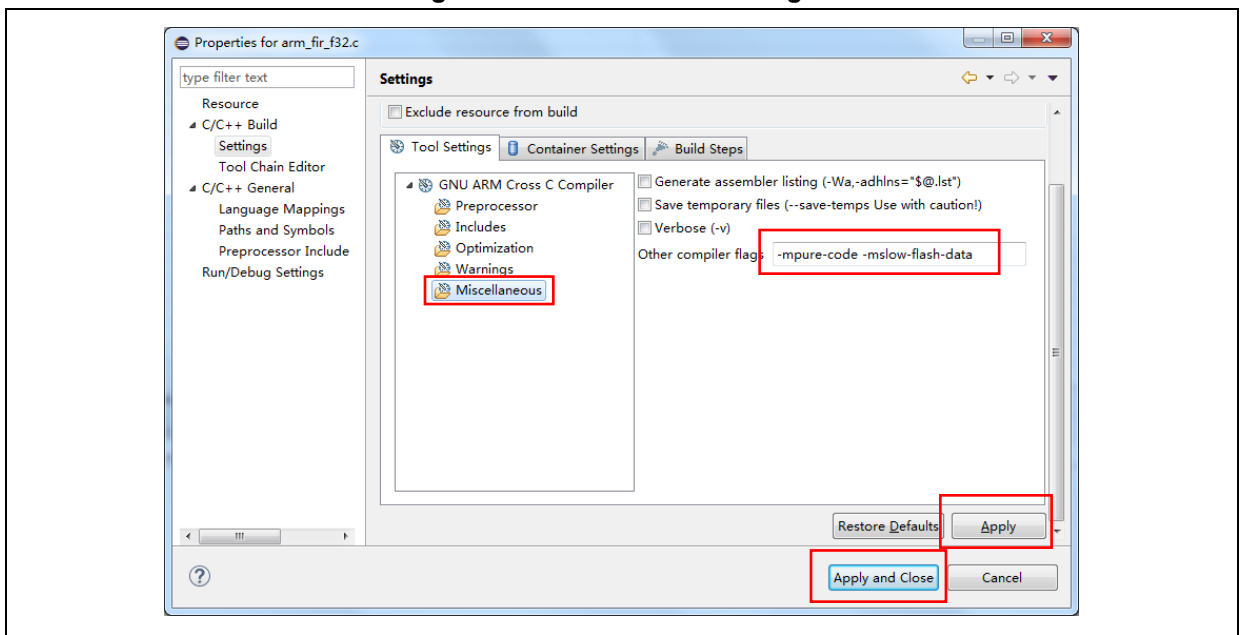 Properties for arm_fir_f32.c
type filter text
Resource
C/C++ Build
Settings
Tool Chain Editor
C/C++ General
Language Mappings
Paths and Symbols
Preprocessor Include
Run/Debug Settings
Settings
Exclude resource from build
Tool Settings Container Settings Build Steps
GNU ARM Cross C Compiler
Preprocessor
Includes
Optimization
Warnings
Miscellaneous
Generate assembler listing (-Wa,-adhlns="$@.lst")
Save temporary files (--save-temps Use with caution!)
Verbose (-v)
Other compiler flags -mpure-code -mslow-flash-data
Restore Defaults Apply
Apply and Close Cancel